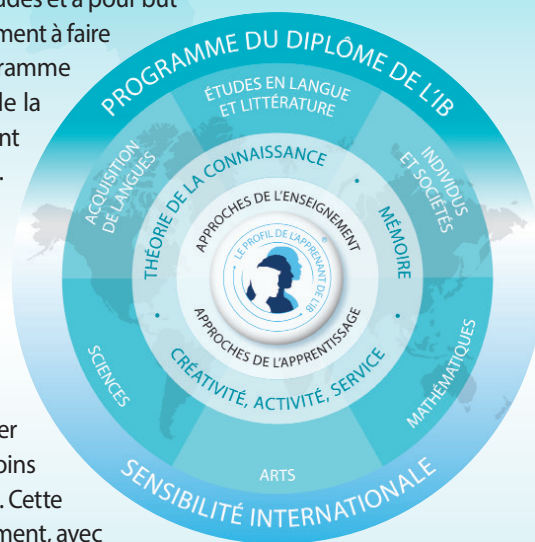 udes et a pour but
ment à faire
ramme
de la
nt
.
PROGRAMME DU DIPLÔME DE L'IB
ÉTUDES EN LANGUE
ET LITTÉRATURE
ACQUISITION
DE LANGUES
INDIVIDUS
ET SOCIÉTÉS
THÉORIE DE LA CONNAISSANCE
•
MÉMOIRE
APPROCHES DE L'ENSEIGNEMENT
LE PROFIL DE L'APPRENANT DE L'IB
®
APPROCHES DE L'APPRENTISSAGE
•
CRÉATIVITÉ, ACTIVITÉ, SERVICE
•
SCIENCES
MATHÉMATIQUES
ARTS
SENSIBILITÉ INTERNATIONALE
er
oins
. Cette
ment, avec